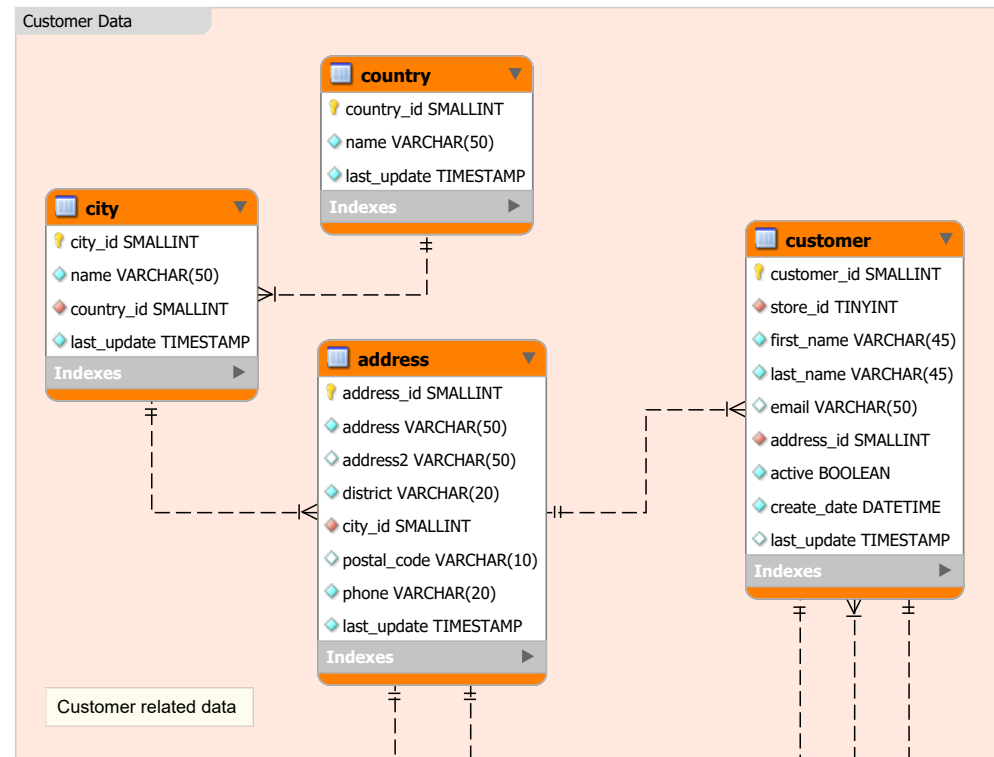 Customer Data
country
country_id SMALLINT
name VARCHAR(50)
last_update TIMESTAMP
Indexes
city
city_id SMALLINT
name VARCHAR(50)
country_id SMALLINT
last_update TIMESTAMP
Indexes
address
address_id SMALLINT
address VARCHAR(50)
address2 VARCHAR(50)
district VARCHAR(20)
city_id SMALLINT
postal_code VARCHAR(10)
phone VARCHAR(20)
last_update TIMESTAMP
Indexes
customer
customer_id SMALLINT
store_id TINYINT
first_name VARCHAR(45)
last_name VARCHAR(45)
email VARCHAR(50)
address_id SMALLINT
active BOOLEAN
create_date DATETIME
last_update TIMESTAMP
Indexes
Customer related data